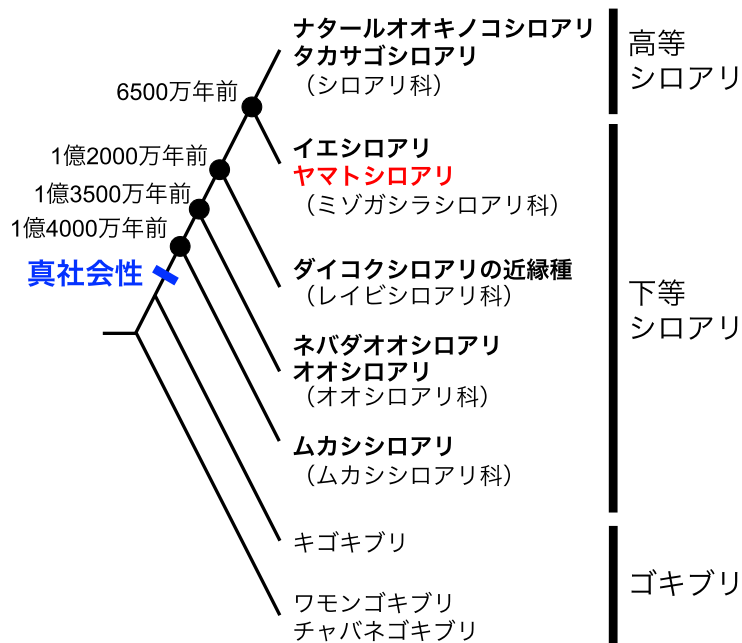 ナタールオオキノコシロアリ
タカサゴシロアリ
（シロアリ科）
高等
シロアリ
6500万年前
イエシロアリ
ヤマトシロアリ
（ミゾガシラシロアリ科）
1億2000万年前
1億3500万年前
1億4000万年前
真社会性
ダイコクシロアリの近縁種
（レイビシロアリ科）
下等
シロアリ
ネバダオオシロアリ
オオシロアリ
（オオシロアリ科）
ムカシシロアリ
（ムカシシロアリ科）
キゴキブリ
ゴキブリ
ワモンゴキブリ
チャバネゴキブリ